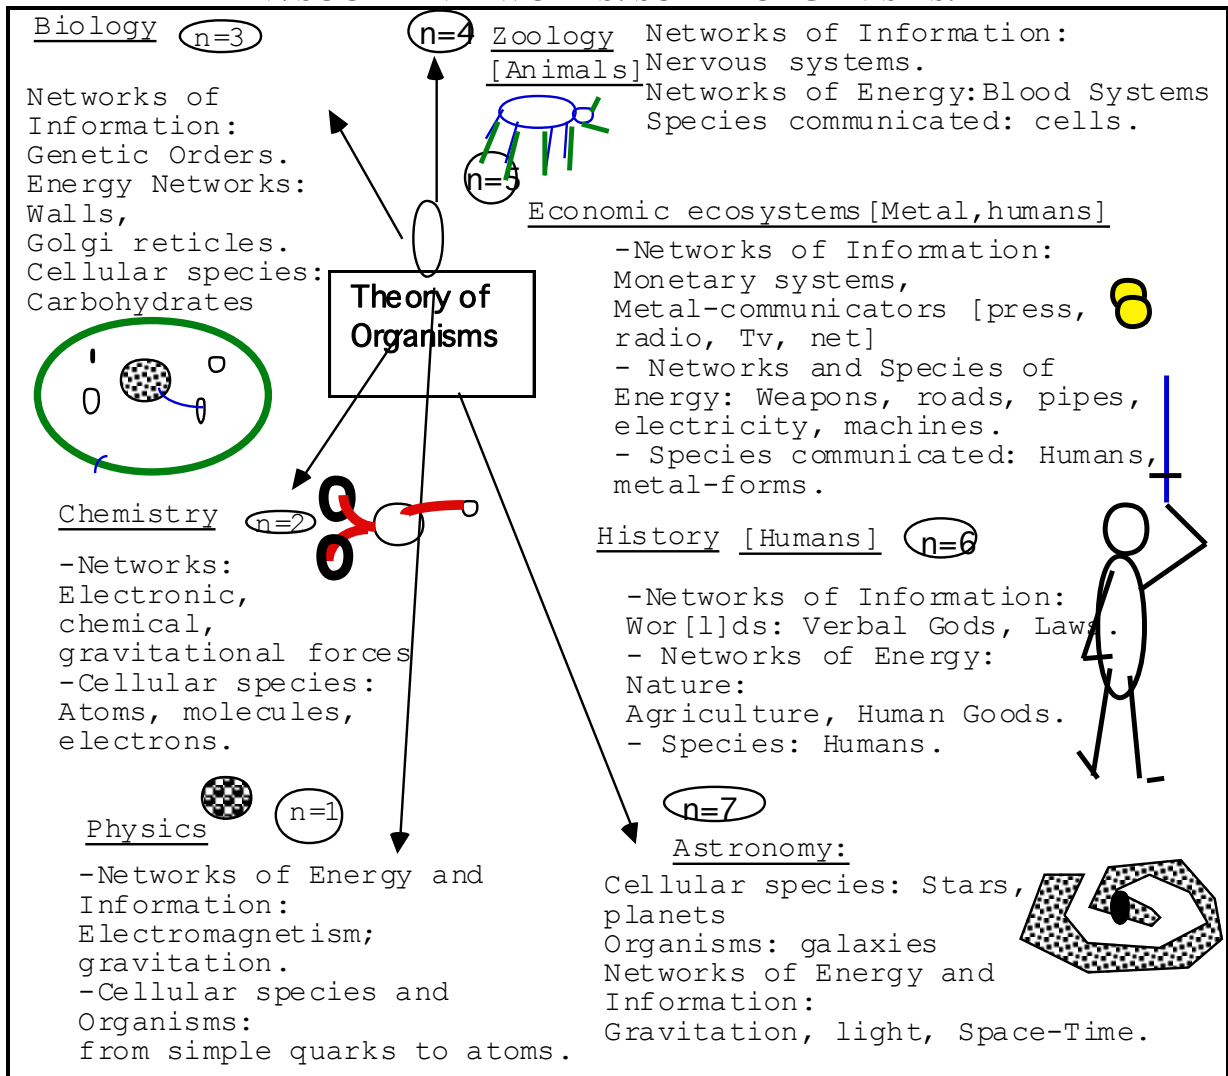 Biology n=3
Networks of
Information:
Genetic Orders.
Energy Networks:
Walls,
Golgi reticles.
Cellular species:
Carbohydrates
n=4 Zoology
[Animals]
Networks of Information:
Nervous systems.
Networks of Energy:Blood Systems
Species communicated: cells.
n=5
Economic ecosystems[Metal,humans]
-Networks of Information:
Monetary systems,
Metal-communicators [press,
radio, Tv, net]
- Networks and Species of
Energy: Weapons, roads, pipes,
electricity, machines.
- Species communicated: Humans,
metal-forms.
Theory of
Organisms
Chemistry n=2
-Networks:
Electronic,
chemical,
gravitational forces
-Cellular species:
Atoms, molecules,
electrons.
History [Humans] n=6
-Networks of Information:
Wor[l]ds: Verbal Gods, Laws.
- Networks of Energy:
Nature:
Agriculture, Human Goods.
- Species: Humans.
Physics n=1
-Networks of Energy and
Information:
Electromagnetism;
gravitation.
-Cellular species and
Organisms:
from simple quarks to atoms.
n=7
Astronomy:
Cellular species: Stars,
planets
Organisms: galaxies
Networks of Energy and
Information:
Gravitation, light, Space-Time.